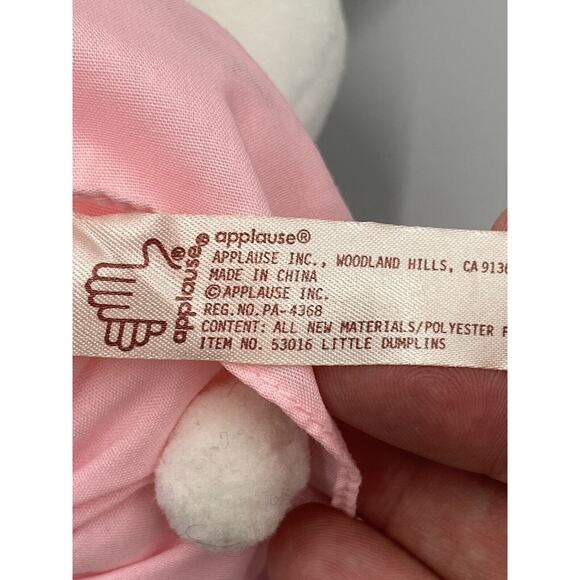 applause®
applause®
APPLAUSE INC., WOODLAND HILLS, CA 9136
MADE IN CHINA
©APPLAUSE INC.
REG.NO.PA-4368
CONTENT: ALL NEW MATERIALS/POLYESTER F
ITEM NO. 53016 LITTLE DUMPLINS